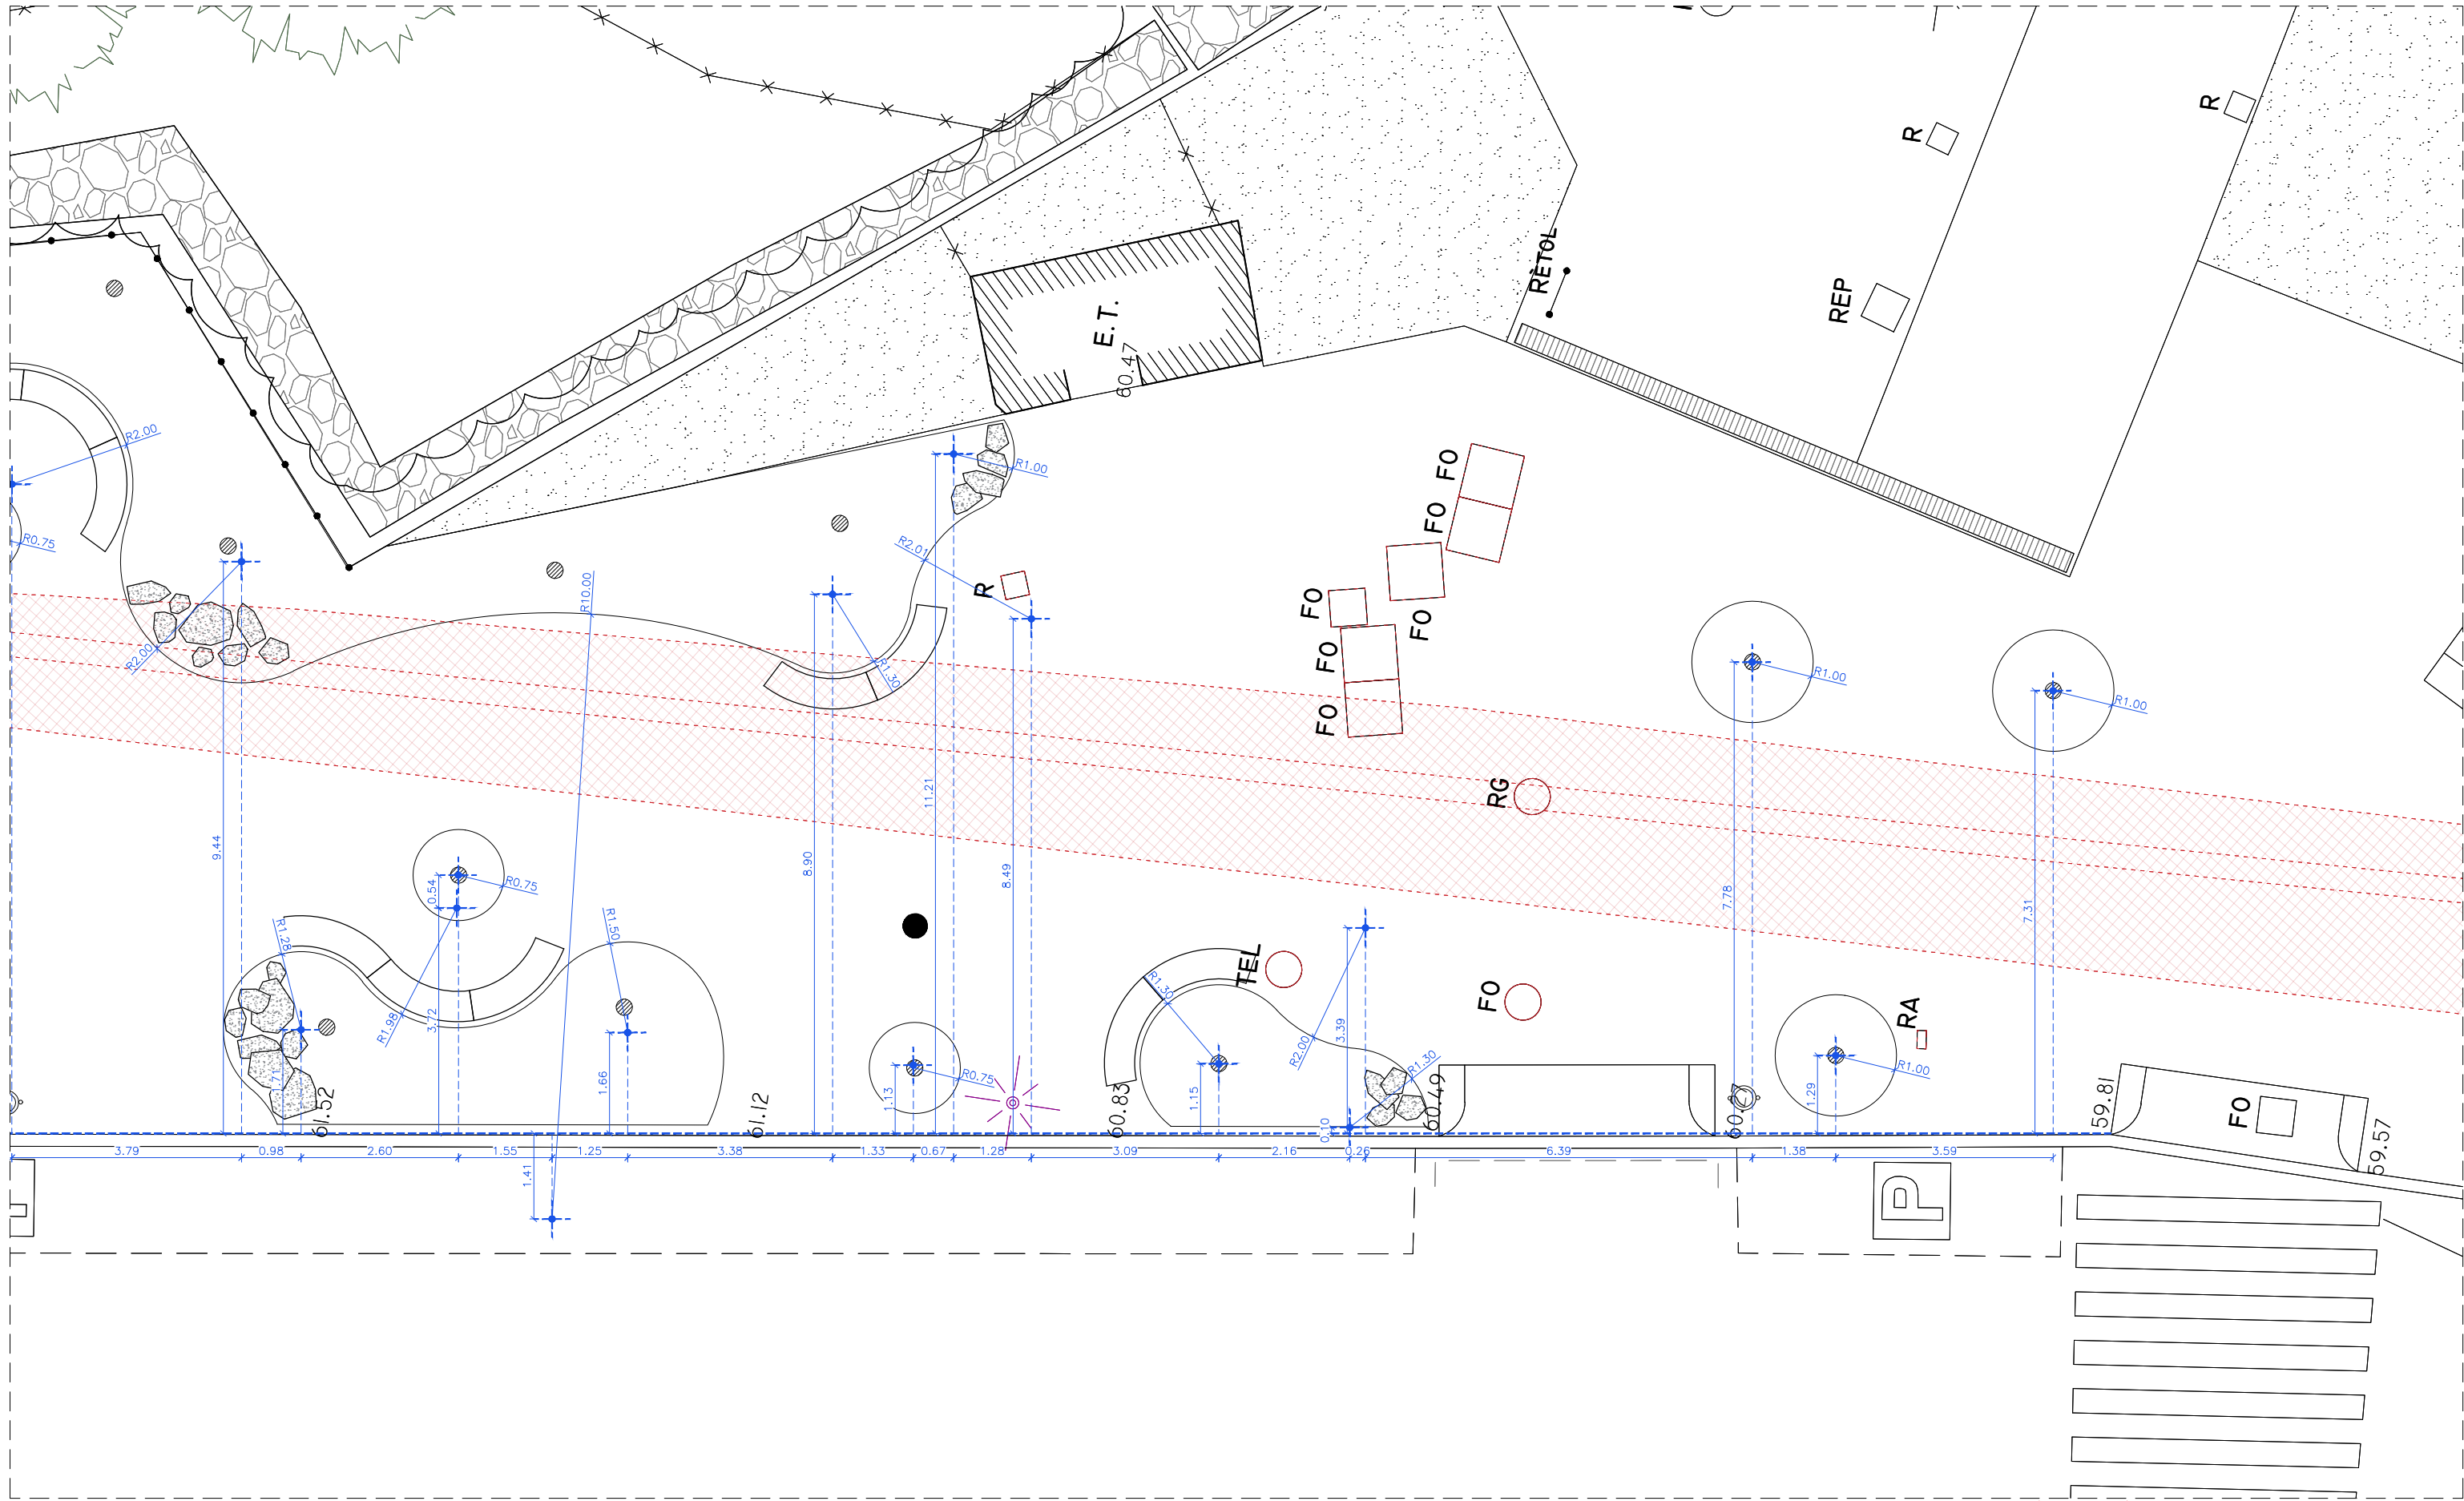 R
R
RÈTOL
REP
E.T.
60.47
R2.00
R0.75
R1.00
R2.01
R
R10.00
R2.00
R1.30
FO
FO
FO
FO
FO
FO
R1.00
R1.00
RG
9.44
8.90
11.21
8.49
7.78
7.31
0.54
R0.75
R1.28
R1.50
R1.98
3.72
TEL
R1.30
FO
R2.00
3.39
RA
R1.30
1.66
1.13
R0.75
1.15
R1.00
1.29
0.10
61.52
61.12
60.83
60.49
59.81
FO
59.57
3.79
0.98
2.60
1.55
1.25
3.38
1.33
0.67
1.28
3.09
2.16
0.26
6.39
1.38
3.59
1.41
P